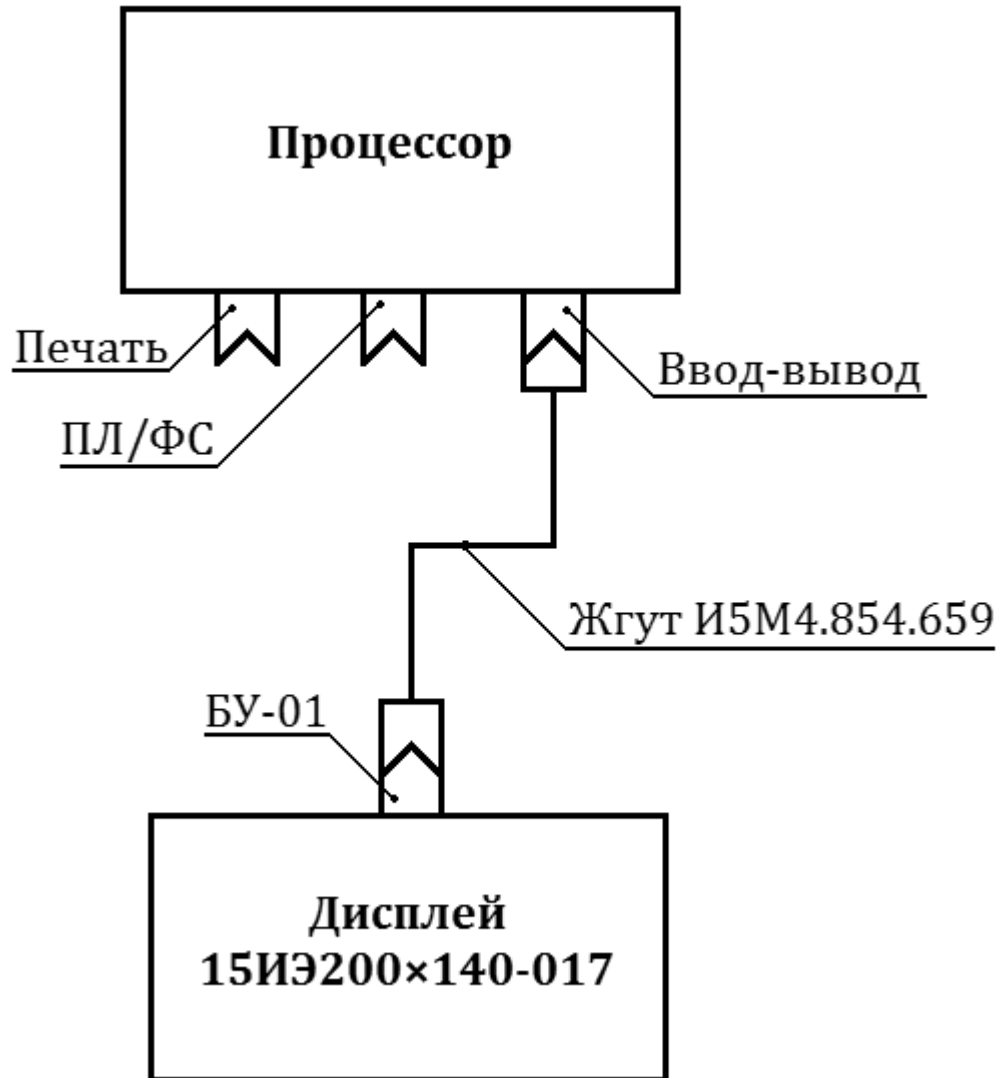 Процессор
Печать
Ввод-вывод
ПЛ/ФС
Жгут И5М4.854.659
БУ-01
Дисплей
15ИЭ200×140-017